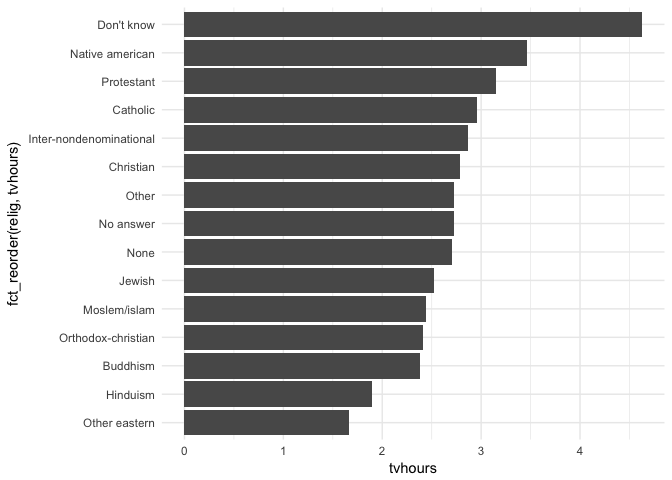 Don't know
Native american
Protestant
Catholic
Inter-nondenominational
Christian
Other
No answer
None
Jewish
Moslem/islam
Orthodox-christian
Buddhism
Hinduism
Other eastern
fct_reorder(relig, tvhours)
0 1 2 3 4
tvhours